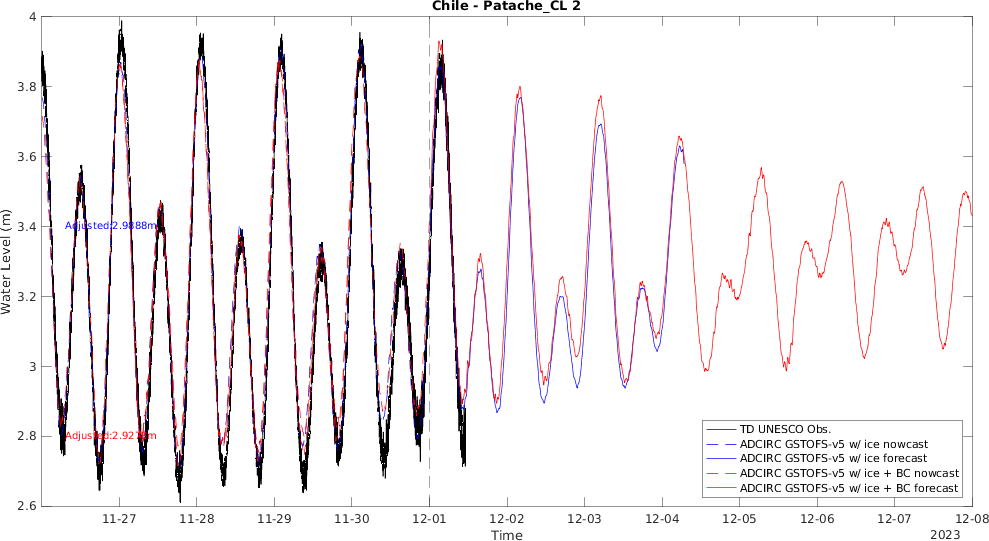 Chile - Patache_CL 2
Water Level (m)
4
3.8
3.6
3.4
3.2
3
2.8
2.6
Adjusted:2.9888m
TD UNESCO Obs.
ADCIRC GSTOFS-v5 w/ ice nowcast
ADCIRC GSTOFS-v5 w/ ice forecast
ADCIRC GSTOFS-v5 w/ ice + BC nowcast
ADCIRC GSTOFS-v5 w/ ice + BC forecast
11-27 11-28 11-29 11-30 12-01 12-02 12-03 12-04 12-05 12-06 12-07 12-08
Time
2023